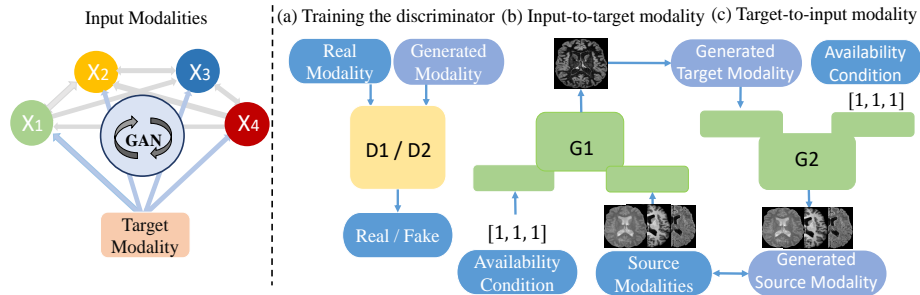 Input Modalities
X2
X3
X1
X4
GAN
Target
Modality
(a) Training the discriminator
Real
Modality
Generated
Modality
D1 / D2
Real / Fake
(b) Input-to-target modality
G1
[1, 1, 1]
Availability
Condition
Source
Modalities
(c) Target-to-input modality
Generated
Target Modality
Availability
Condition
[1, 1, 1]
G2
Generated
Source Modality